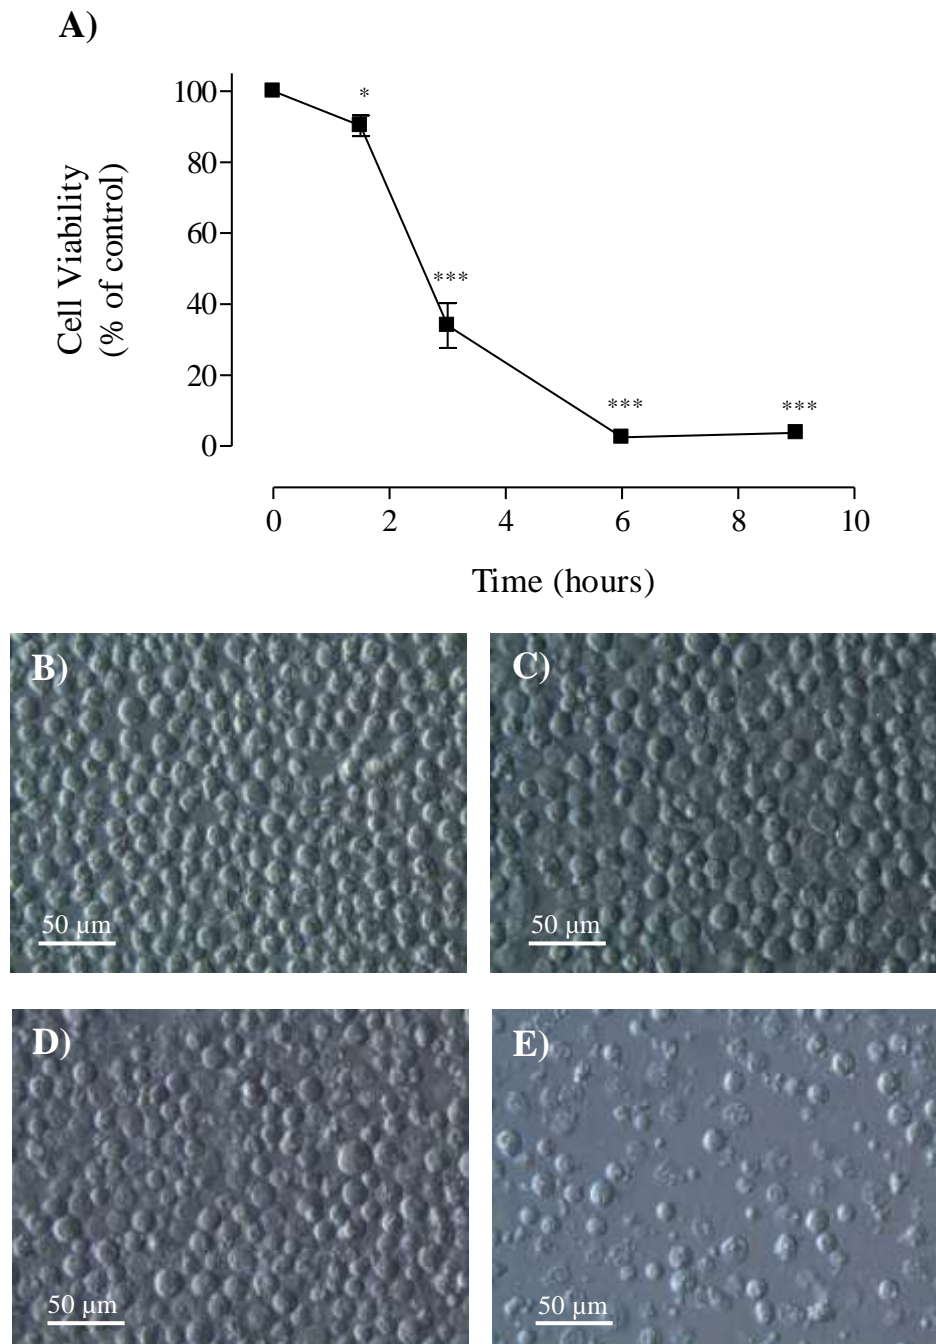 A)
*
***
***
***
100
80
60
40
20
0
Cell Viability
(% of control)
0 2 4 6 8 10
Time (hours)
B)
50 µm
C)
50 µm
D)
50 µm
E)
50 µm